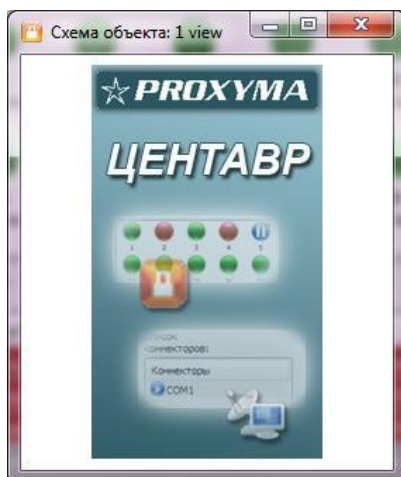 Схема объекта: 1 view
PROXYMA
ЦЕНТАВР
1 2 3 4 5
коннекторов:
Коннекторы
COM1